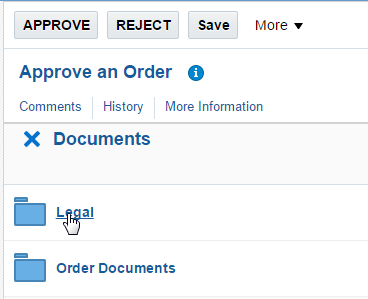 APPROVE REJECT Save More
Approve an Order
Comments History More Information
Documents
Legal
Order Documents